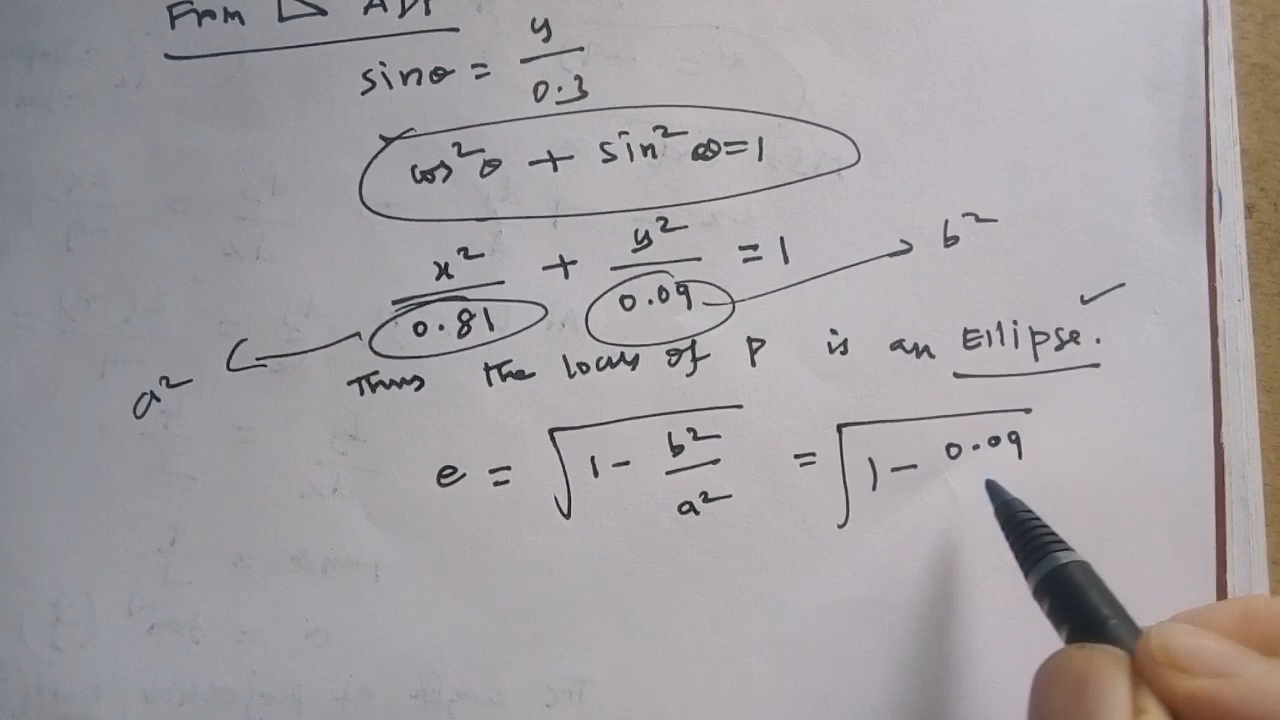 From ⊿ ADP
sinθ = y/0.3
cos²θ + sin²θ = 1
x²/0.81 + y²/0.09 = 1
b²
a²
Thus the locus of P is an Ellipse. ✓
e = √(1 - b²/a²) = √(1 - 0.09